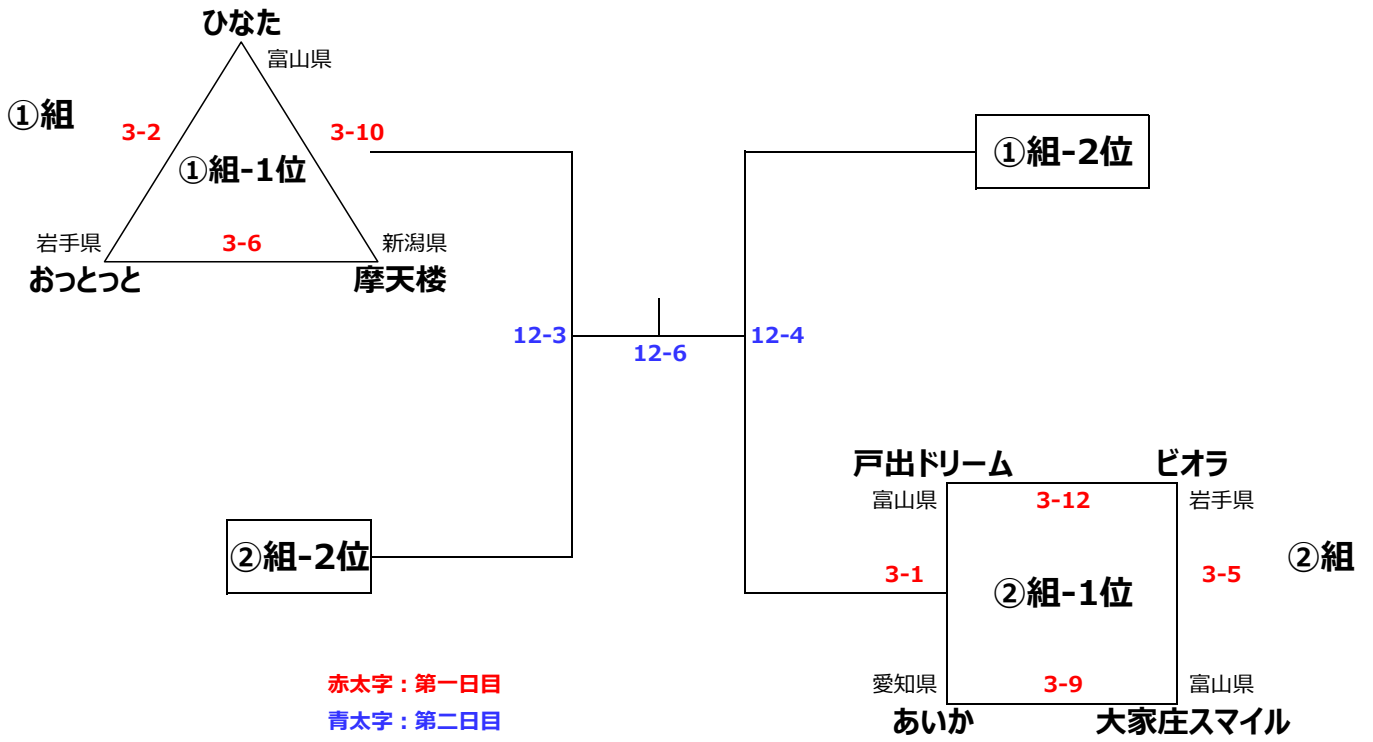 ひなた
富山県
①組
3-2
3-10
①組-1位
①組-2位
岩手県
3-6
新潟県
おっとっと
摩天楼
12-3
12-6
12-4
戸出ドリーム
ビオラ
富山県
3-12
岩手県
②組-2位
②組
3-1
②組-1位
3-5
赤太字：第一日目
愛知県
3-9
富山県
青太字：第二日目
あいか
大家庄スマイル